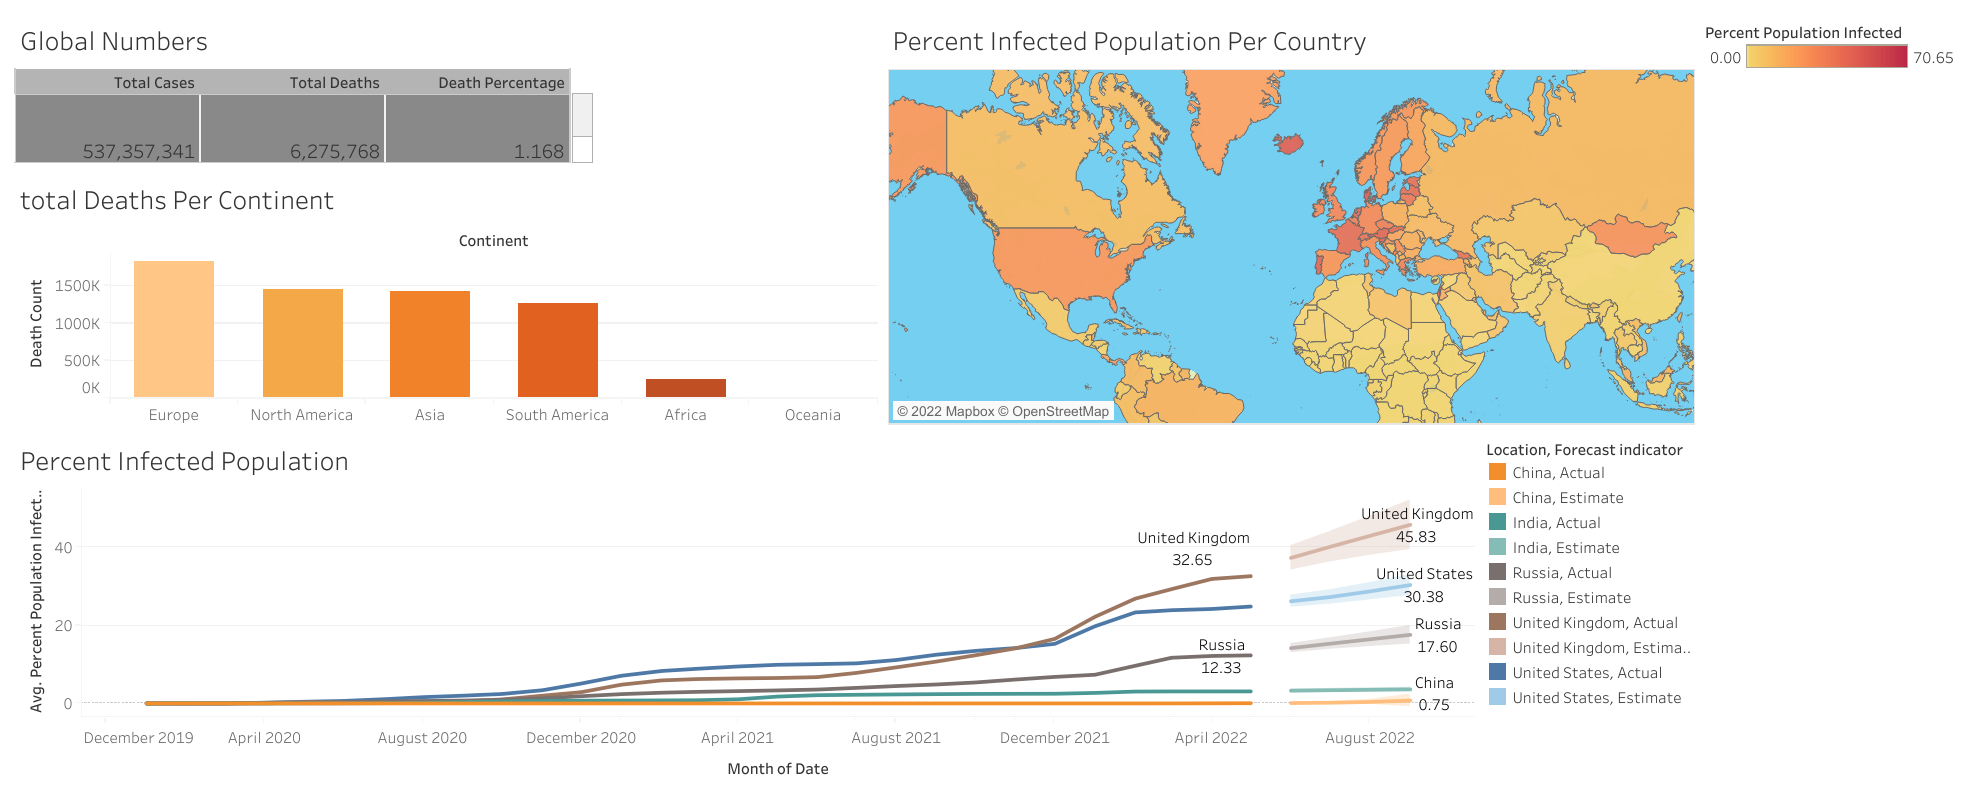 Global Numbers
Total Cases Total Deaths Death Percentage
537,357,341 6,275,768 1.168
total Deaths Per Continent
Continent
Death Count
1500K
1000K
500K
0K
Europe North America Asia South America Africa Oceania
Percent Infected Population Per Country
© 2022 Mapbox © OpenStreetMap
Percent Population Infected
0.00 70.65
Percent Infected Population
Avg. Percent Population Infect..
40
20
0
United Kingdom
32.65
Russia
12.33
United Kingdom
45.83
United States
30.38
Russia
17.60
China
0.75
December 2019 April 2020 August 2020 December 2020 April 2021 August 2021 December 2021 April 2022 August 2022
Month of Date
Location, Forecast indicator
China, Actual
China, Estimate
India, Actual
India, Estimate
Russia, Actual
Russia, Estimate
United Kingdom, Actual
United Kingdom, Estima..
United States, Actual
United States, Estimate